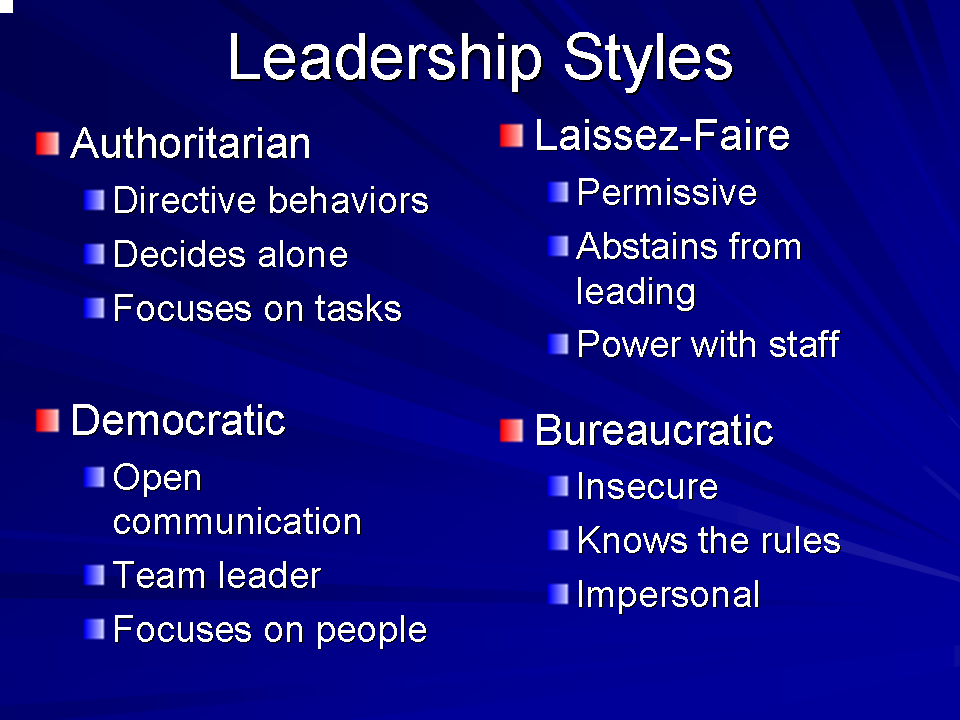 Leadership Styles
Authoritarian
Directive behaviors
Decides alone
Focuses on tasks
Democratic
Open
communication
Team leader
Focuses on people
Laissez-Faire
Permissive
Abstains from
leading
Power with staff
Bureaucratic
Insecure
Knows the rules
Impersonal